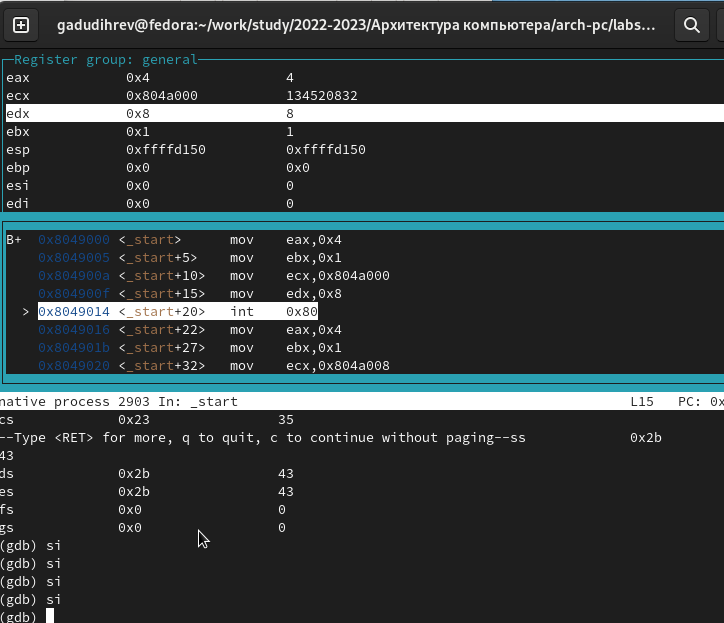 gadudihrev@fedora:~/work/study/2022-2023/Архитектура компьютера/arch-pc/labs...
Register group: general
eax 0x4 4
ecx 0x804a000 134520832
edx 0x8 8
ebx 0x1 1
esp 0xffffd150 0xffffd150
ebp 0x0 0x0
esi 0x0 0
edi 0x0 0
B+ 0x8049000 <_start> mov eax,0x4
0x8049005 <_start+5> mov ebx,0x1
0x804900a <_start+10> mov ecx,0x804a000
0x804900f <_start+15> mov edx,0x8
> 0x8049014 <_start+20> int 0x80
0x8049016 <_start+22> mov eax,0x4
0x804901b <_start+27> mov ebx,0x1
0x8049020 <_start+32> mov ecx,0x804a008
native process 2903 In: _start L15 PC: 0x
cs 0x23 35
--Type <RET> for more, q to quit, c to continue without paging--ss 0x2b
43
ds 0x2b 43
es 0x2b 43
fs 0x0 0
gs 0x0 0
(gdb) si
(gdb) si
(gdb) si
(gdb) si
(gdb)